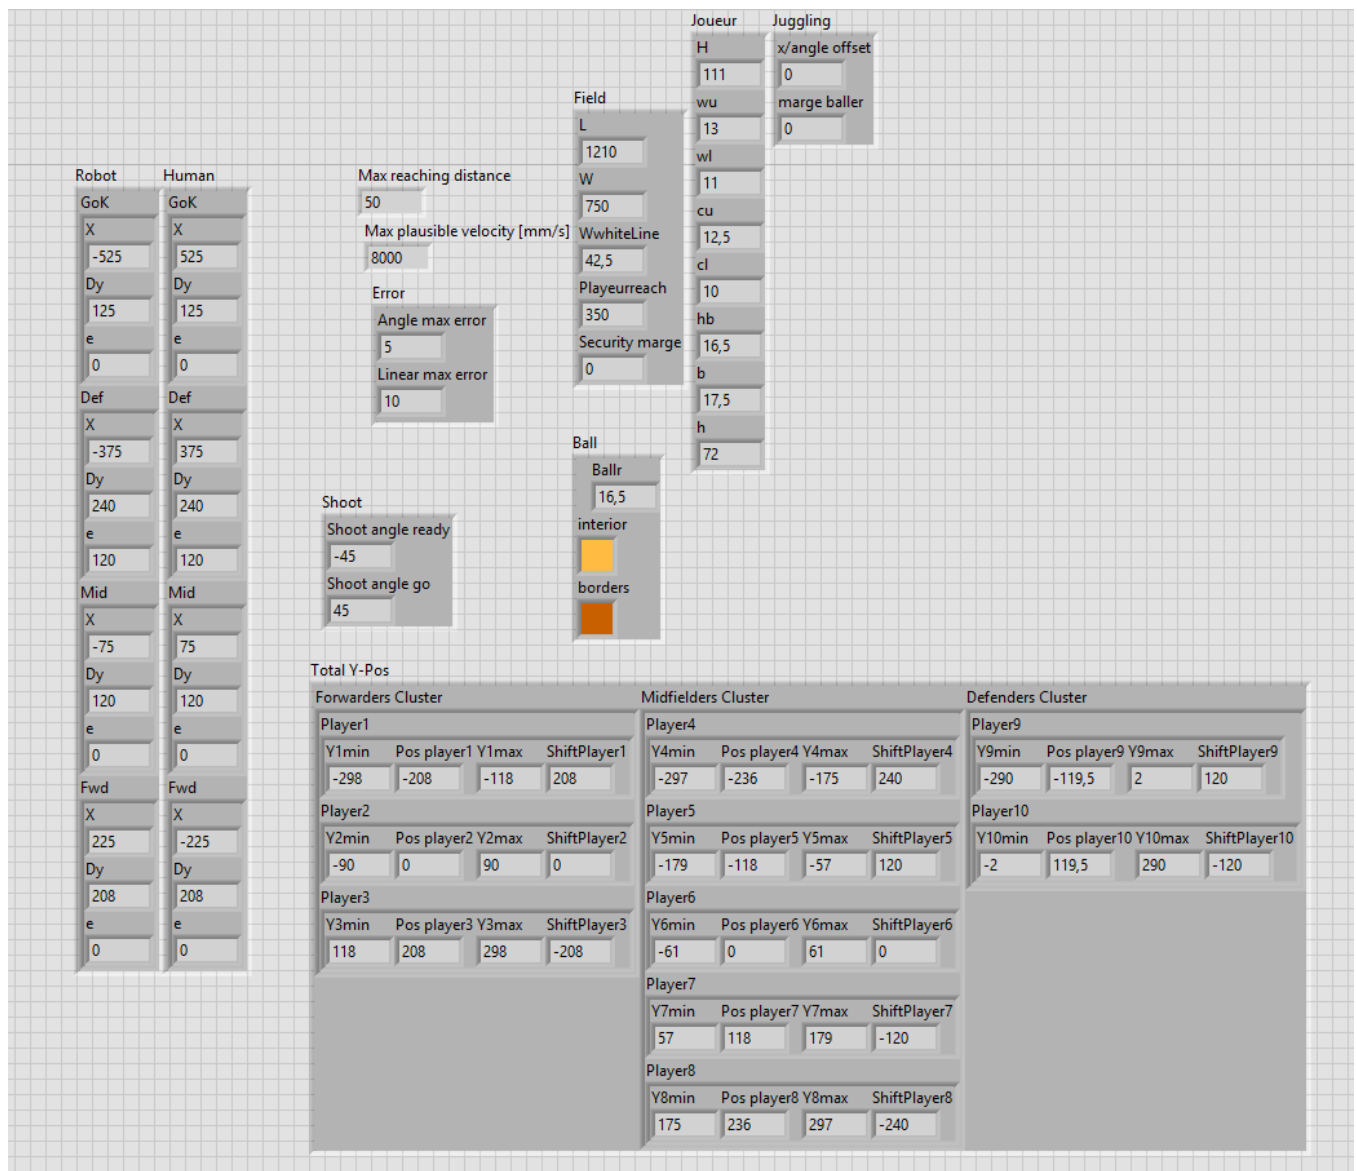 Robot
GoK
X
-525
Dy
125
e
0
Def
X
-375
Dy
240
e
120
Mid
X
-75
Dy
120
e
0
Fwd
X
225
Dy
208
e
0
Human
GoK
X
525
Dy
125
e
0
Def
X
375
Dy
240
e
120
Mid
X
75
Dy
120
e
0
Fwd
X
-225
Dy
208
e
0
Max reaching distance
50
Max plausible velocity [mm/s]
8000
Error
Angle max error
5
Linear max error
10
Shoot
Shoot angle ready
-45
Shoot angle go
45
Field
L
1210
W
750
WwhiteLine
42,5
Playeurreach
350
Security marge
0
Ball
Ballr
16,5
interior
borders
Joueur
H
111
wu
13
wl
11
cu
12,5
cl
10
hb
16,5
b
17,5
h
72
Juggling
x/angle offset
0
marge baller
0
Total Y-Pos
Forwarders Cluster
Player1
Y1min Pos player1 Y1max ShiftPlayer1
-298 -208 -118 208
Player2
Y2min Pos player2 Y2max ShiftPlayer2
-90 0 90 0
Player3
Y3min Pos player3 Y3max ShiftPlayer3
118 208 298 -208
Midfielders Cluster
Player4
Y4min Pos player4 Y4max ShiftPlayer4
-297 -236 -175 240
Player5
Y5min Pos player5 Y5max ShiftPlayer5
-179 -118 -57 120
Player6
Y6min Pos player6 Y6max ShiftPlayer6
-61 0 61 0
Player7
Y7min Pos player7 Y7max ShiftPlayer7
57 118 179 -120
Player8
Y8min Pos player8 Y8max ShiftPlayer8
175 236 297 -240
Defenders Cluster
Player9
Y9min Pos player9 Y9max ShiftPlayer9
-290 -119,5 2 120
Player10
Y10min Pos player10 Y10max ShiftPlayer10
-2 119,5 290 -120